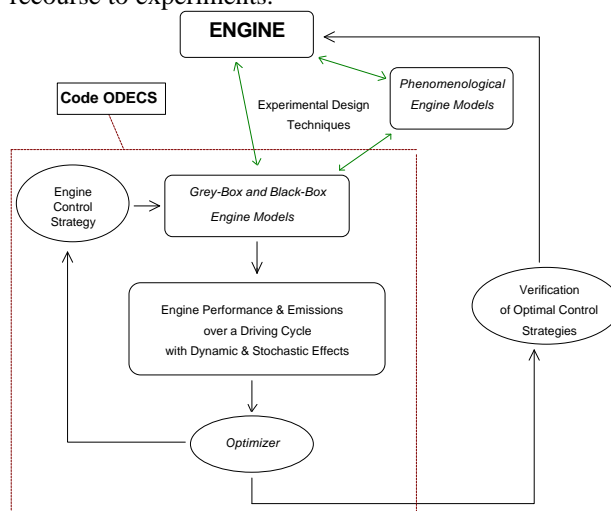 recourse to experiments.
ENGINE
Code ODECS
Phenomenological
Engine Models
Experimental Design
Techniques
Engine
Control
Strategy
Grey-Box and Black-Box
Engine Models
Engine Performance & Emissions
over a Driving Cycle
with Dynamic & Stochastic Effects
Verification
of Optimal Control
Strategies
Optimizer